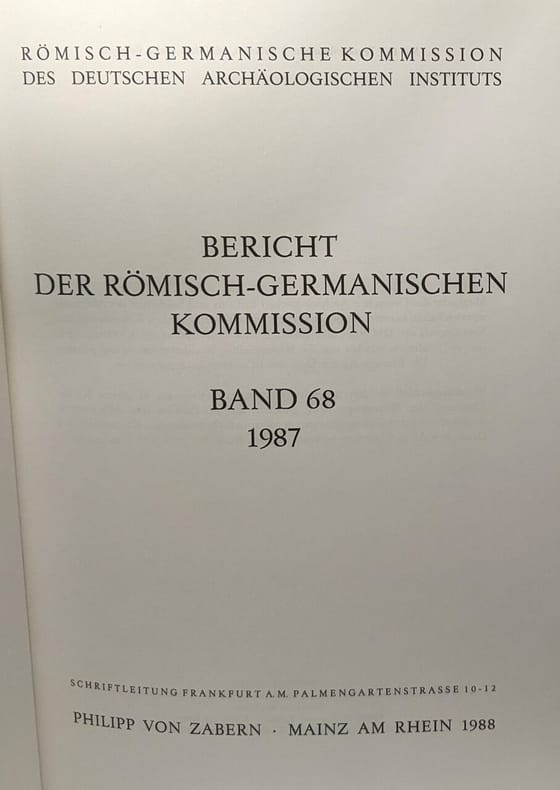 RÖMISCH-GERMANISCHE KOMMISSION
DES DEUTSCHEN ARCHÄOLOGISCHEN INSTITUTS
BERICHT
DER RÖMISCH-GERMANISCHEN
KOMMISSION
BAND 68
1987
SCHRIFTLEITUNG FRANKFURT A.M. PALMENGARTENSTRASSE 10-12
PHILIPP VON ZABERN · MAINZ AM RHEIN 1988